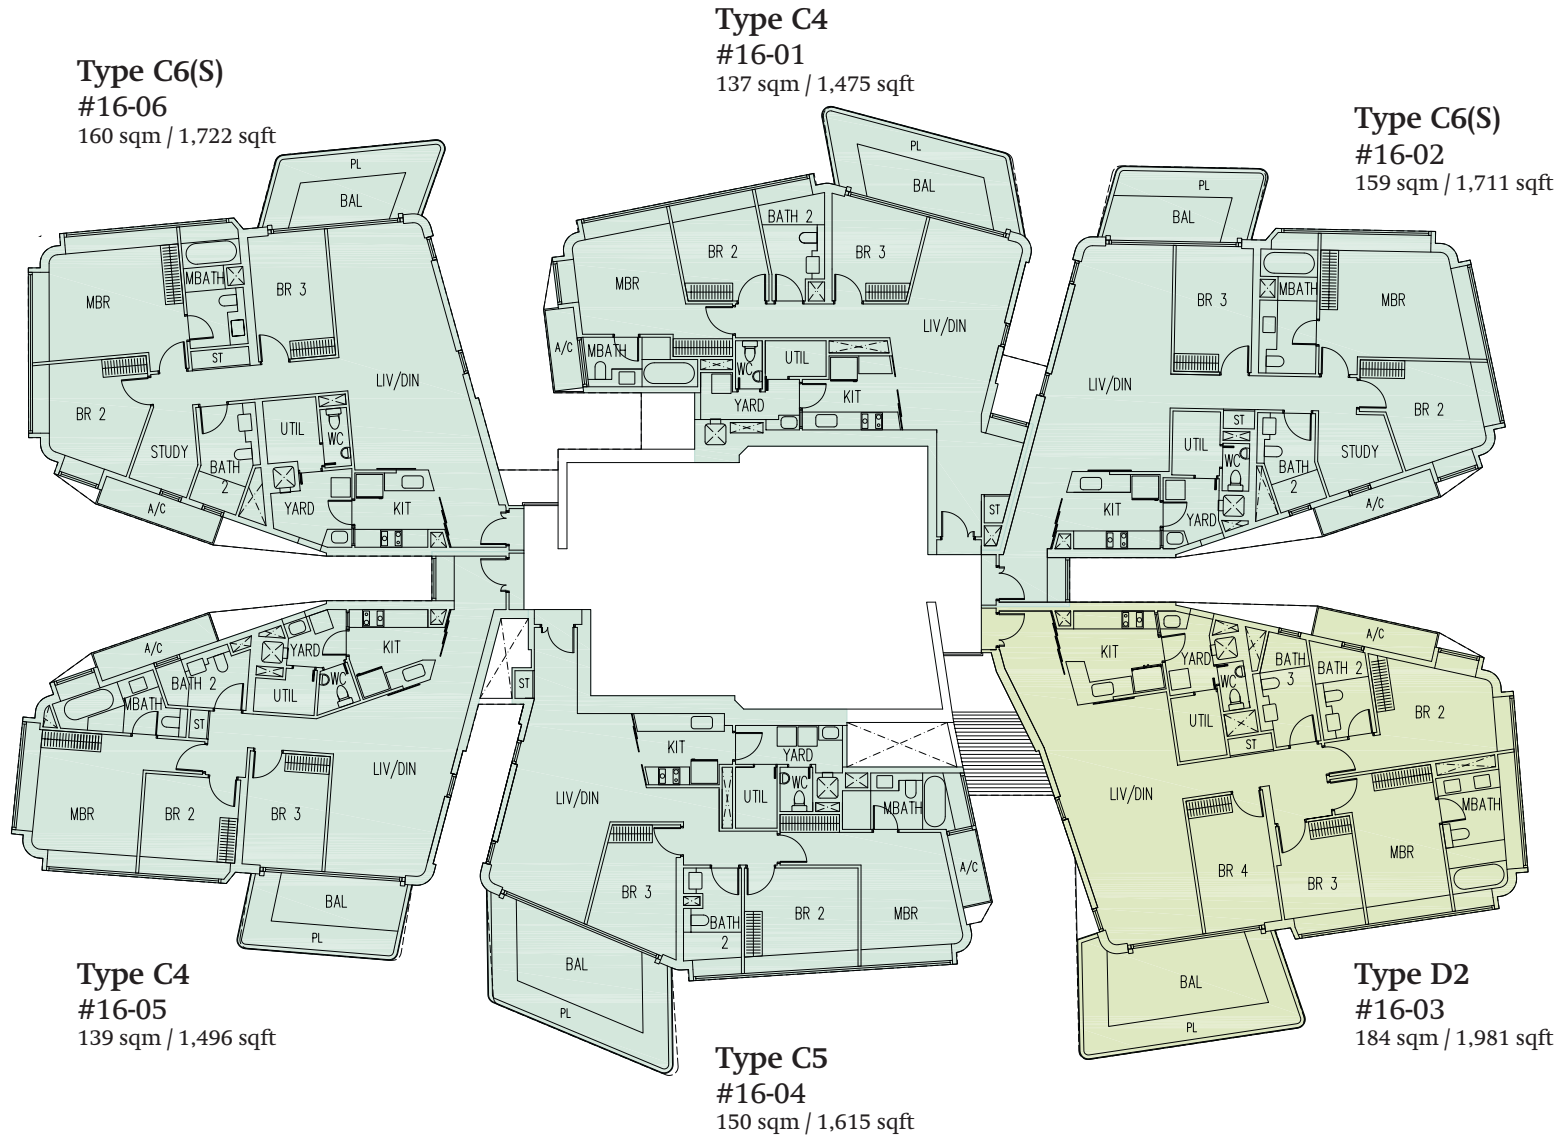 Type C4
#16-01
137 sqm / 1,475 sqft
Type C6(S)
#16-06
160 sqm / 1,722 sqft
Type C6(S)
#16-02
159 sqm / 1,711 sqft
PL
BAL
MBATH
MBR
BR 3
ST
LIV/DIN
BR 2
STUDY
BATH
2
UTIL
WC
YARD
KIT
A/C
PL
BAL
BATH 2
BR 2
BR 3
MBR
LIV/DIN
A/C
MBATH
WC
UTIL
YARD
KIT
ST
PL
BAL
MBATH
BR 3
MBR
LIV/DIN
BR 2
ST
UTIL
WC
STUDY
BATH
2
KIT
YARD
A/C
A/C
YARD
KIT
BATH 2
WC
UTIL
MBATH
ST
LIV/DIN
MBR
BR 2
BR 3
BAL
PL
ST
KIT
YARD
WC
UTIL
LIV/DIN
MBATH
A/C
BR 3
BR 2
MBR
BATH
2
BAL
PL
A/C
KIT
YARD
BATH
3
BATH 2
WC
UTIL
ST
BR 2
LIV/DIN
MBATH
MBR
BR 4
BR 3
BAL
PL
Type C4
#16-05
139 sqm / 1,496 sqft
Type C5
#16-04
150 sqm / 1,615 sqft
Type D2
#16-03
184 sqm / 1,981 sqft